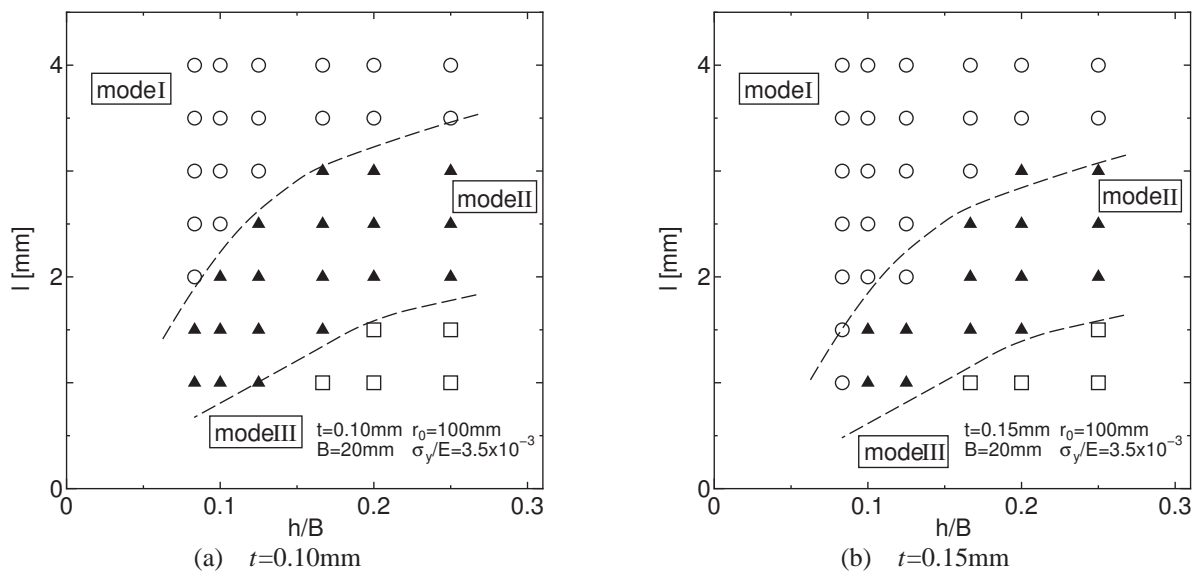 4
modeI
modeII
2
l [mm]
modeIII
t=0.10mm r₀=100mm
B=20mm σy/E=3.5x10⁻³
0
0 0.1 0.2 0.3
h/B
(a) t=0.10mm
4
modeI
modeII
2
l [mm]
modeIII
t=0.15mm r₀=100mm
B=20mm σy/E=3.5x10⁻³
0
0 0.1 0.2 0.3
h/B
(b) t=0.15mm